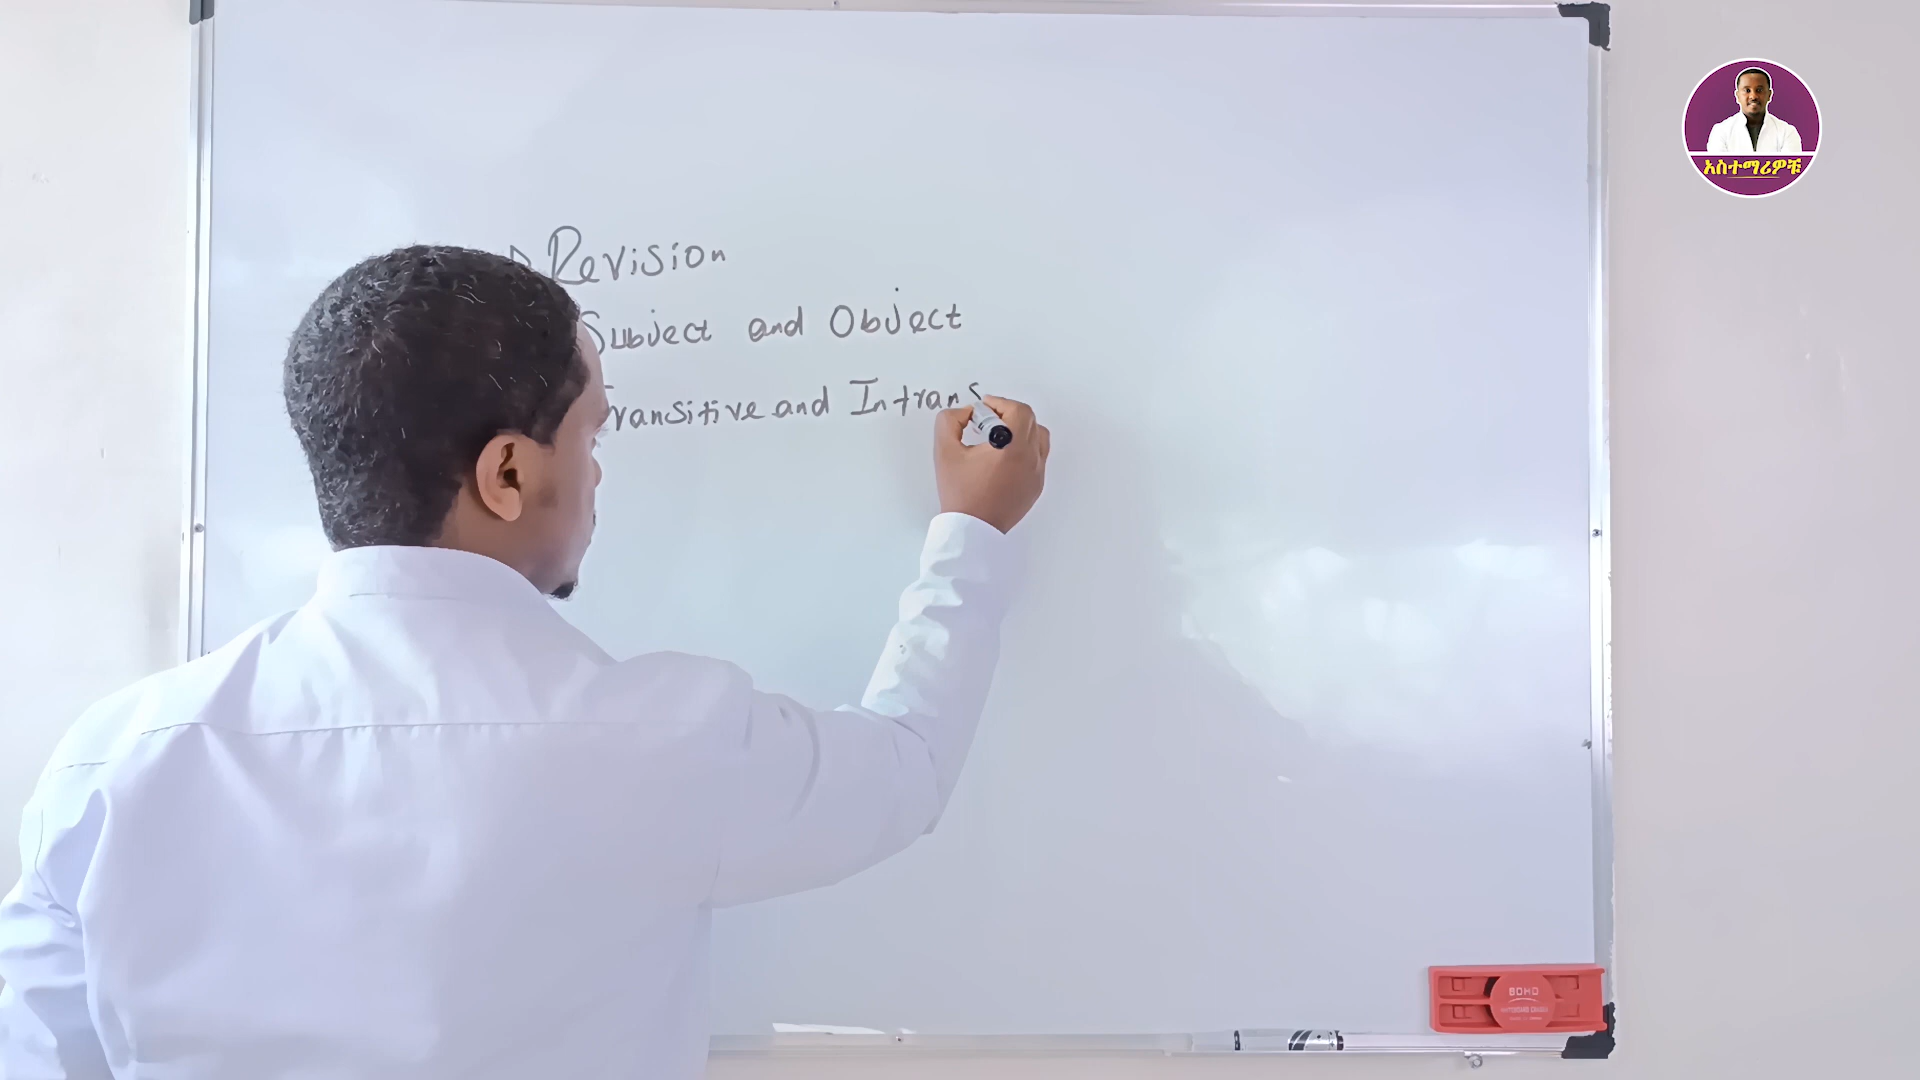 Revision
Subject and Object
Transitive and Intrans
አስተማሪዎቹ